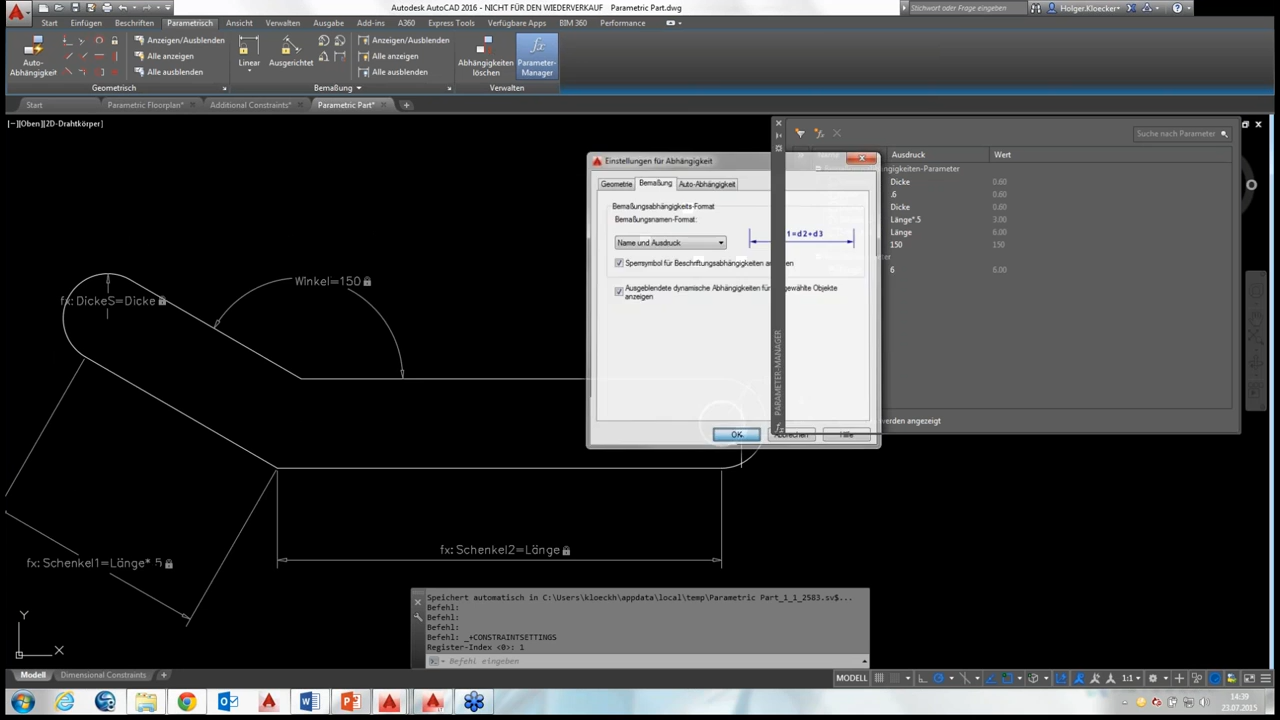 Autodesk AutoCAD 2016 - NICHT FÜR DEN WIEDERVERKAUF Parametric Part.dwg
Stichwort oder Frage eingeben
Holger.Kloecker
Start Einfügen Beschriften Parametrisch Ansicht Verwalten Ausgabe Add-ins A360 Express Tools Verfügbare Apps BIM 360 Performance
Auto-Abhängigkeit
Anzeigen/Ausblenden
Alle anzeigen
Alle ausblenden
Linear
Ausgerichtet
Anzeigen/Ausblenden
Alle anzeigen
Alle ausblenden
Abhängigkeiten löschen
fx
Parameter-Manager
Geometrisch
Bemaßung
Verwalten
Start Parametric Floorplan* Additional Constraints* Parametric Part*
[−][Oben][2D-Drahtkörper]
Einstellungen für Abhängigkeit
Geometrie Bemaßung Auto-Abhängigkeit
Bemaßungsabhängigkeits-Format
Bemaßungsnamen-Format:
Name und Ausdruck
1=d2+d3
Ausgeblendete dynamische Abhängigkeiten für
anzeigen
OK
Abbrechen
Hilfe
PARAMETER-MANAGER
Suche nach Parameter
Ausdruck Wert
Dicke 0.60
.6 0.60
Dicke 0.60
Länge*.5 3.00
Länge 6.00
150 150
6 6.00
werden angezeigt
fx: DickeS=Dicke
Winkel=150
fx: Schenkel1=Länge* 5
fx: Schenkel2=Länge
Speichert automatisch in C:\Users\kloeckh\appdata\local\temp\Parametric Part_1_1_2583.sv$...
Befehl:
Befehl:
Befehl:
Befehl: _+CONSTRAINTSETTINGS
Register-Index <0>: 1
Befehl eingeben
Y
X
Modell Dimensional Constraints
MODELL
1:1
14:39
23.07.2015